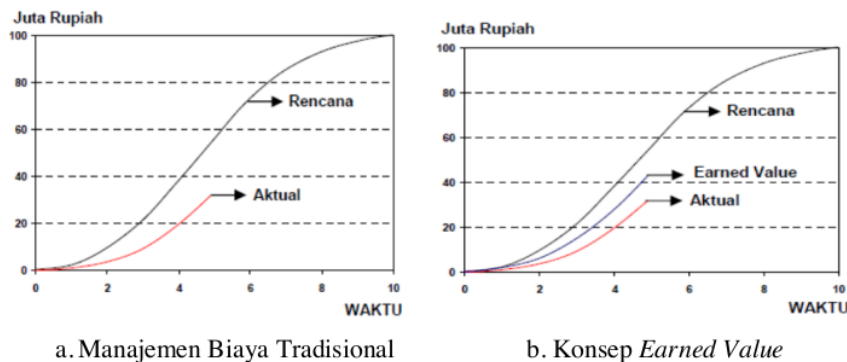 Juta Rupiah
100
80
60
40
20
0
Rencana
Aktual
0 2 4 6 8 10
WAKTU
a. Manajemen Biaya Tradisional
Juta Rupiah
100
80
60
40
20
0
Rencana
Earned Value
Aktual
0 2 4 6 8 10
WAKTU
b. Konsep Earned Value